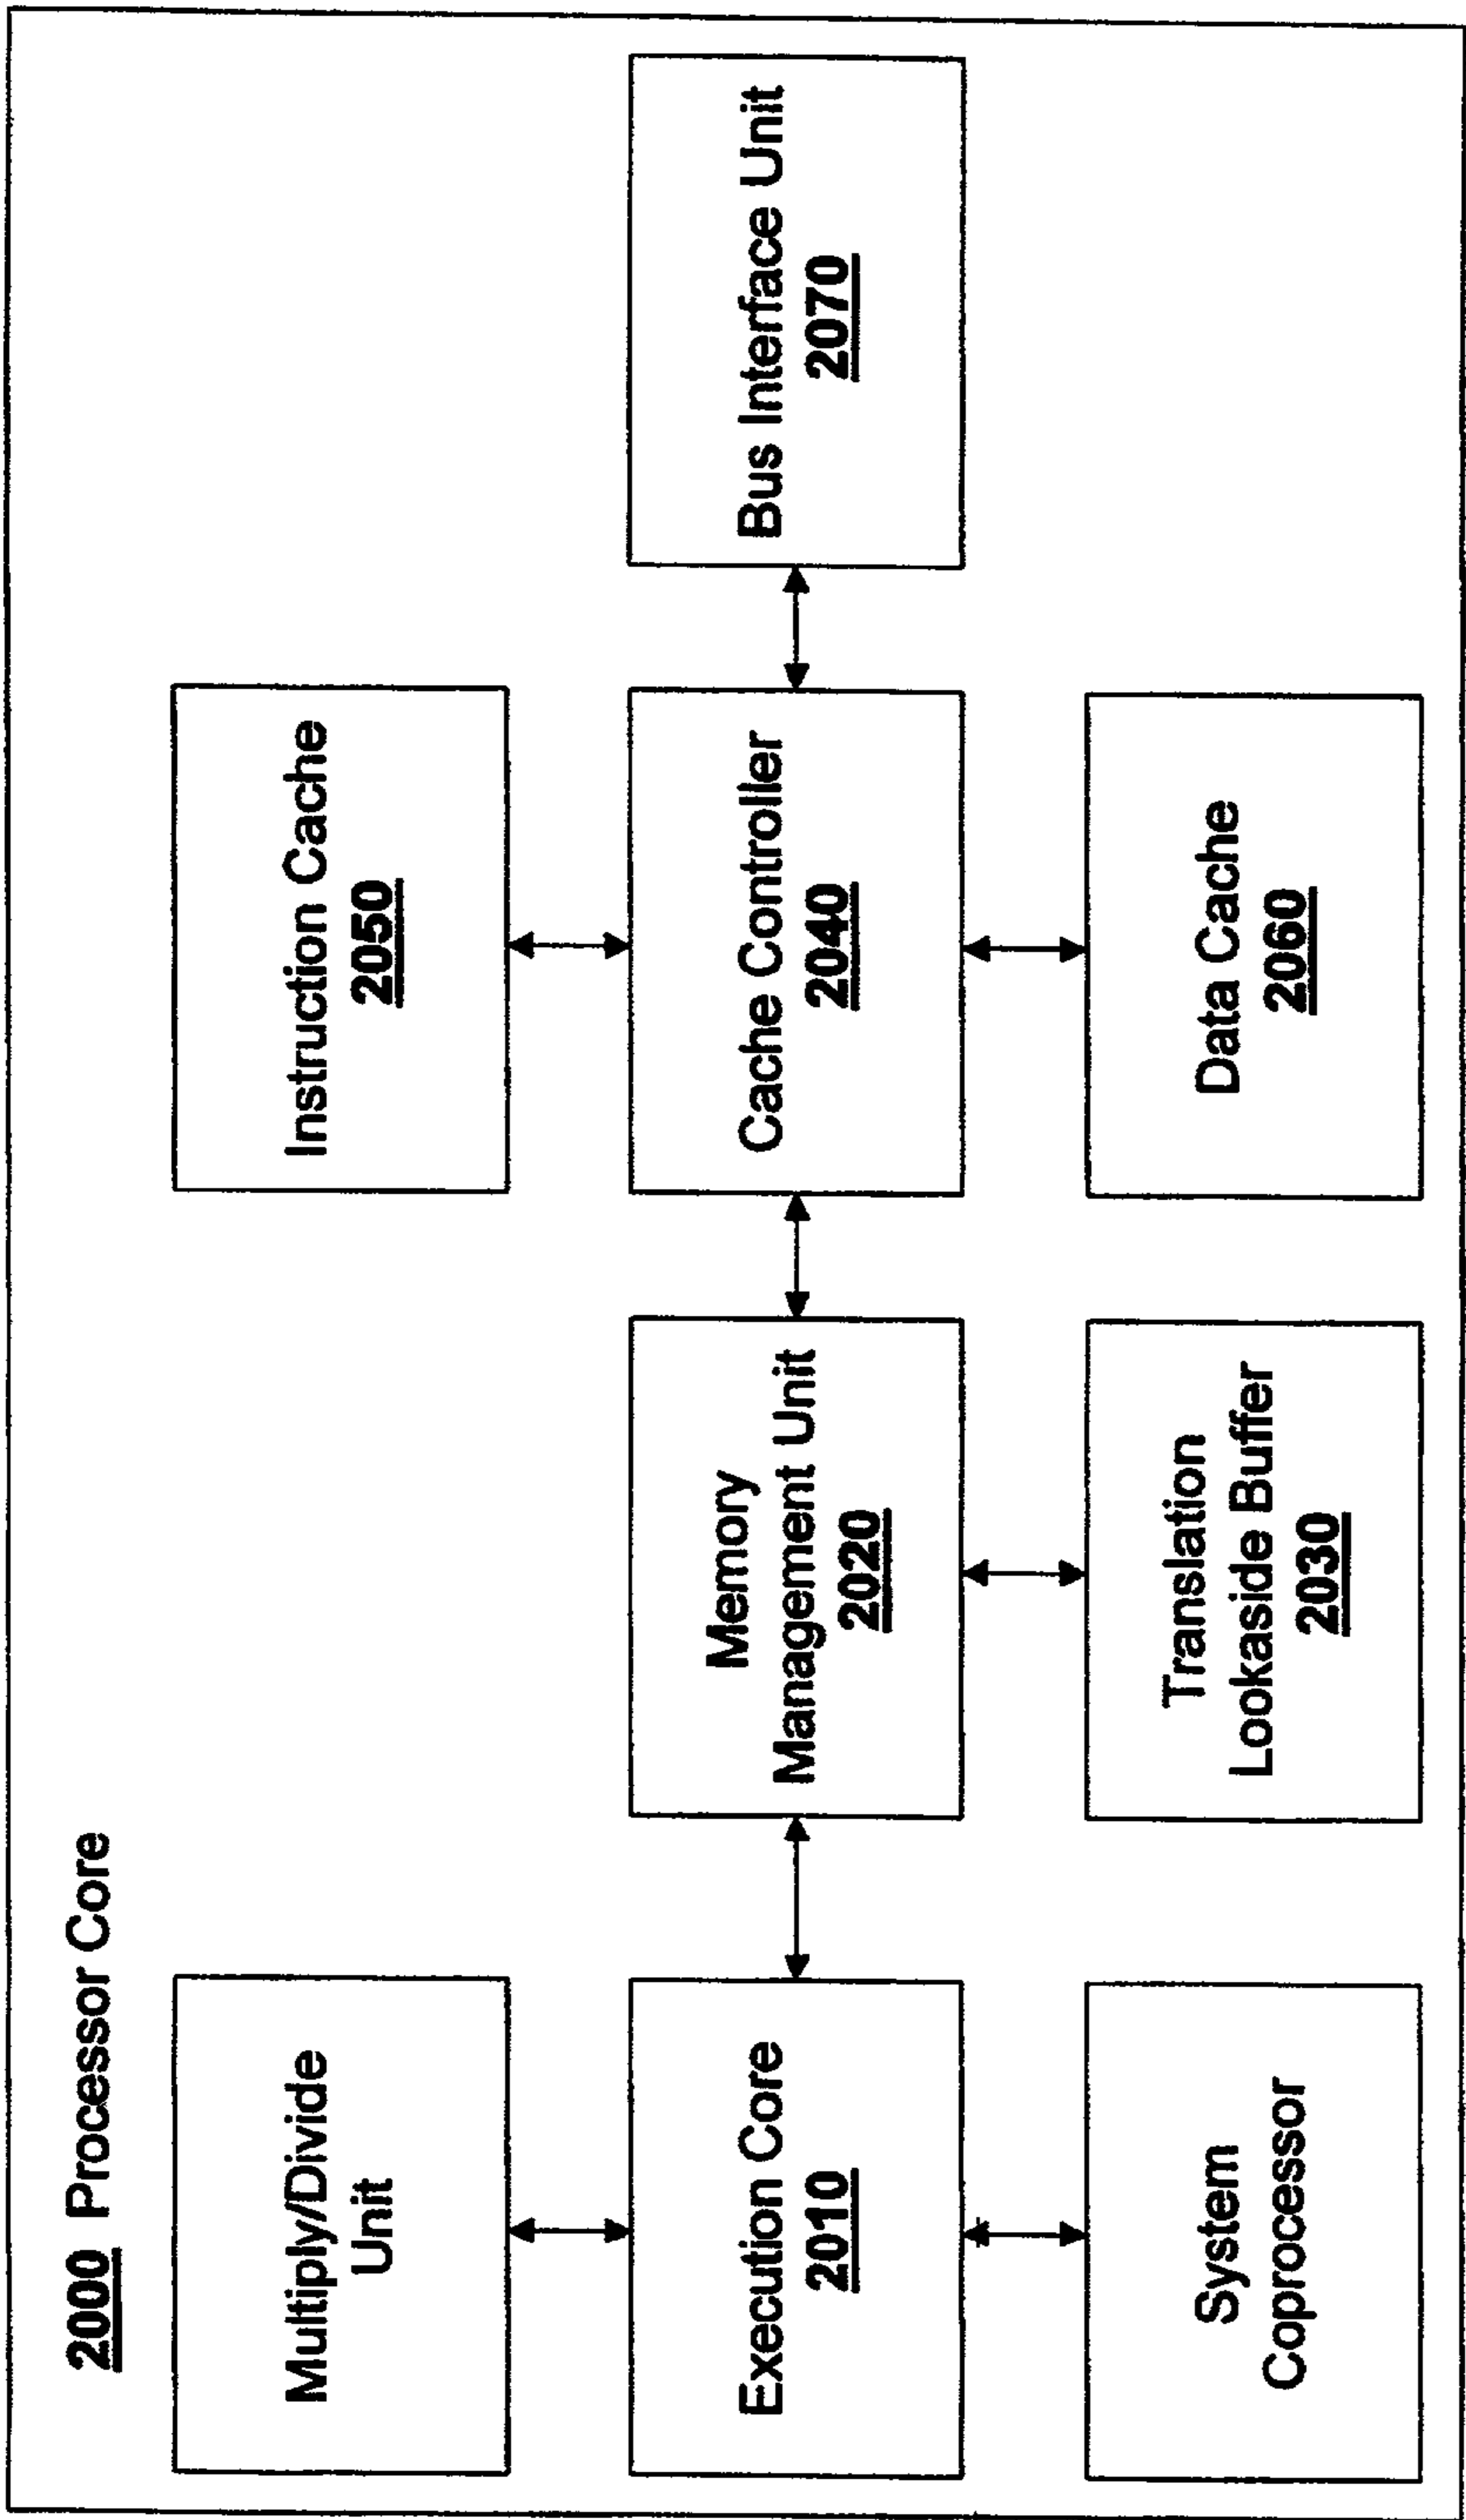 2000 Processor Core
Multiply/Divide
Unit
Instruction Cache
2050
Execution Core
2010
Memory
Management Unit
2020
Cache Controller
2040
Bus Interface Unit
2070
System
Coprocessor
Translation
Lookaside Buffer
2030
Data Cache
2060